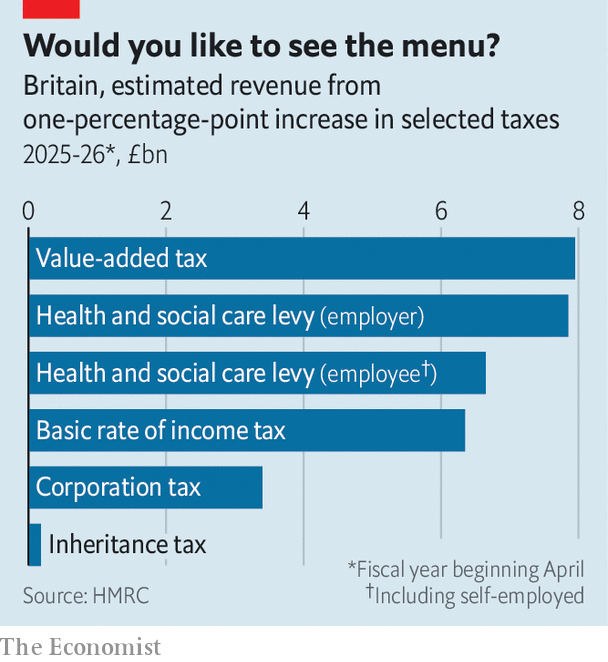 Would you like to see the menu?
Britain, estimated revenue from
one-percentage-point increase in selected taxes
2025-26*, £bn
0 2 4 6 8
Value-added tax
Health and social care levy (employer)
Health and social care levy (employee†)
Basic rate of income tax
Corporation tax
Inheritance tax
*Fiscal year beginning April
Source: HMRC †Including self-employed
The Economist